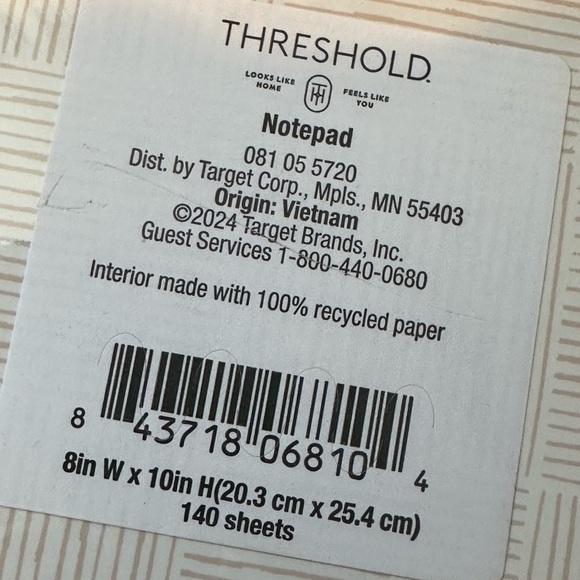 THRESHOLD.
LOOKS LIKE HOME FEELS LIKE YOU
Notepad
081 05 5720
Dist. by Target Corp., Mpls., MN 55403
Origin: Vietnam
©2024 Target Brands, Inc.
Guest Services 1-800-440-0680
Interior made with 100% recycled paper
8 43718 06810 4
8in W x 10in H(20.3 cm x 25.4 cm)
140 sheets